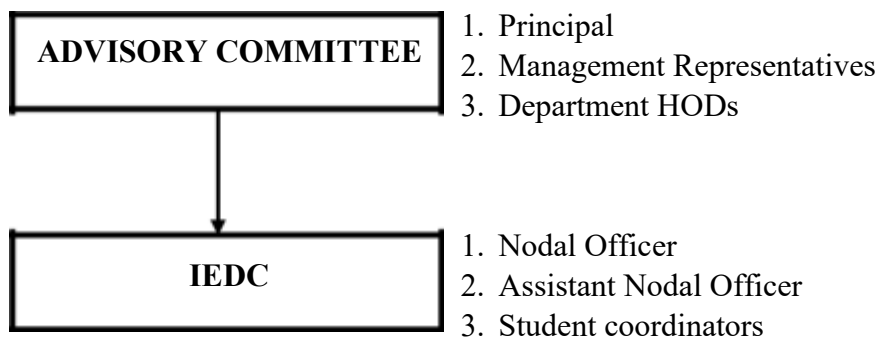 ADVISORY COMMITTEE
1. Principal
2. Management Representatives
3. Department HODs
IEDC
1. Nodal Officer
2. Assistant Nodal Officer
3. Student coordinators